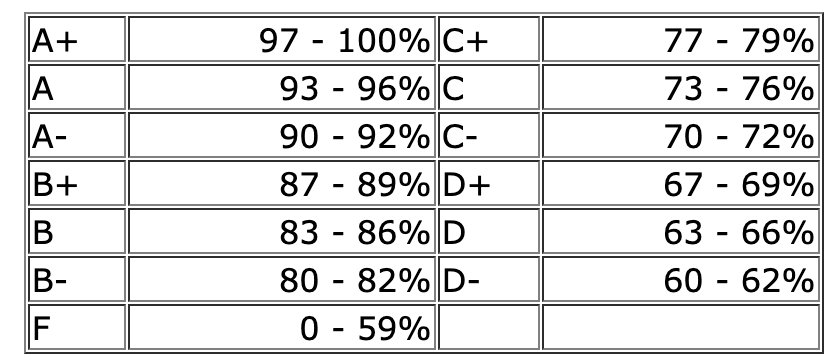 A+ 97 - 100% C+ 77 - 79%
A 93 - 96% C 73 - 76%
A- 90 - 92% C- 70 - 72%
B+ 87 - 89% D+ 67 - 69%
B 83 - 86% D 63 - 66%
B- 80 - 82% D- 60 - 62%
F 0 - 59%